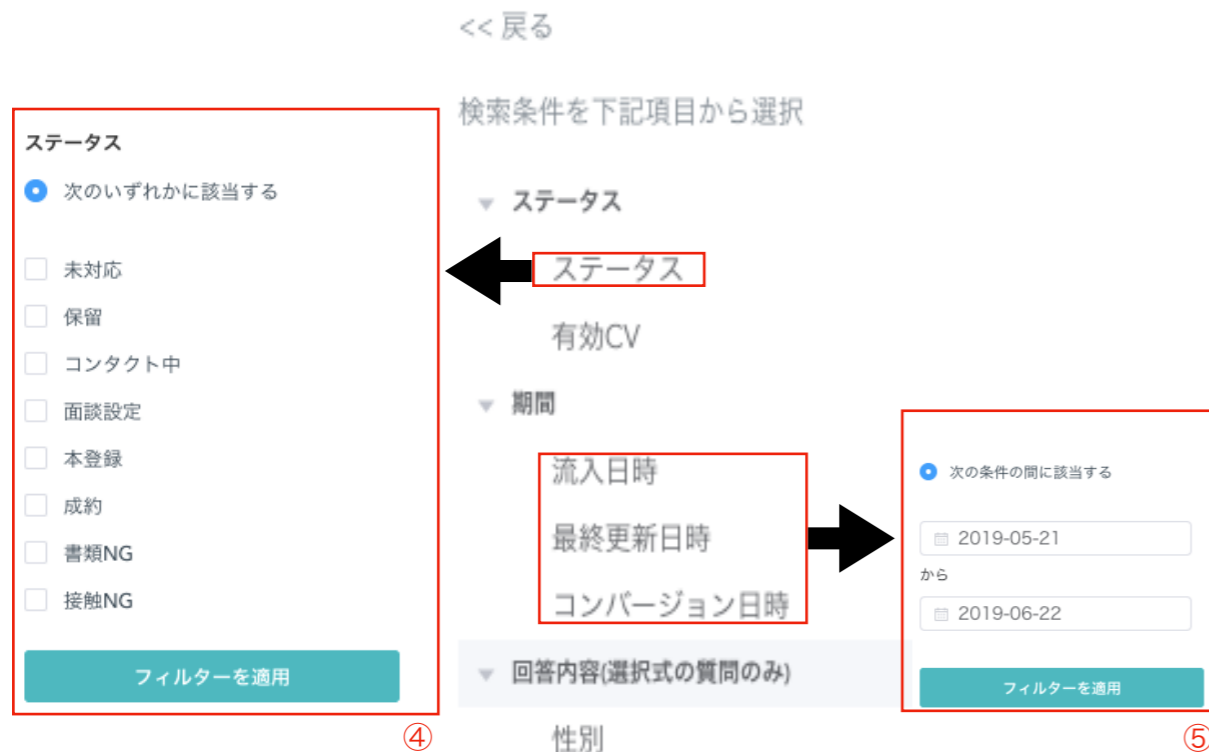 << 戻る
検索条件を下記項目から選択
ステータス
ステータス
有効CV
期間
流入日時
最終更新日時
コンバージョン日時
回答内容(選択式の質問のみ)
性別
ステータス
次のいずれかに該当する
未対応
保留
コンタクト中
面談設定
本登録
成約
書類NG
接触NG
フィルターを適用
④
次の条件の間に該当する
2019-05-21
から
2019-06-22
フィルターを適用
⑤